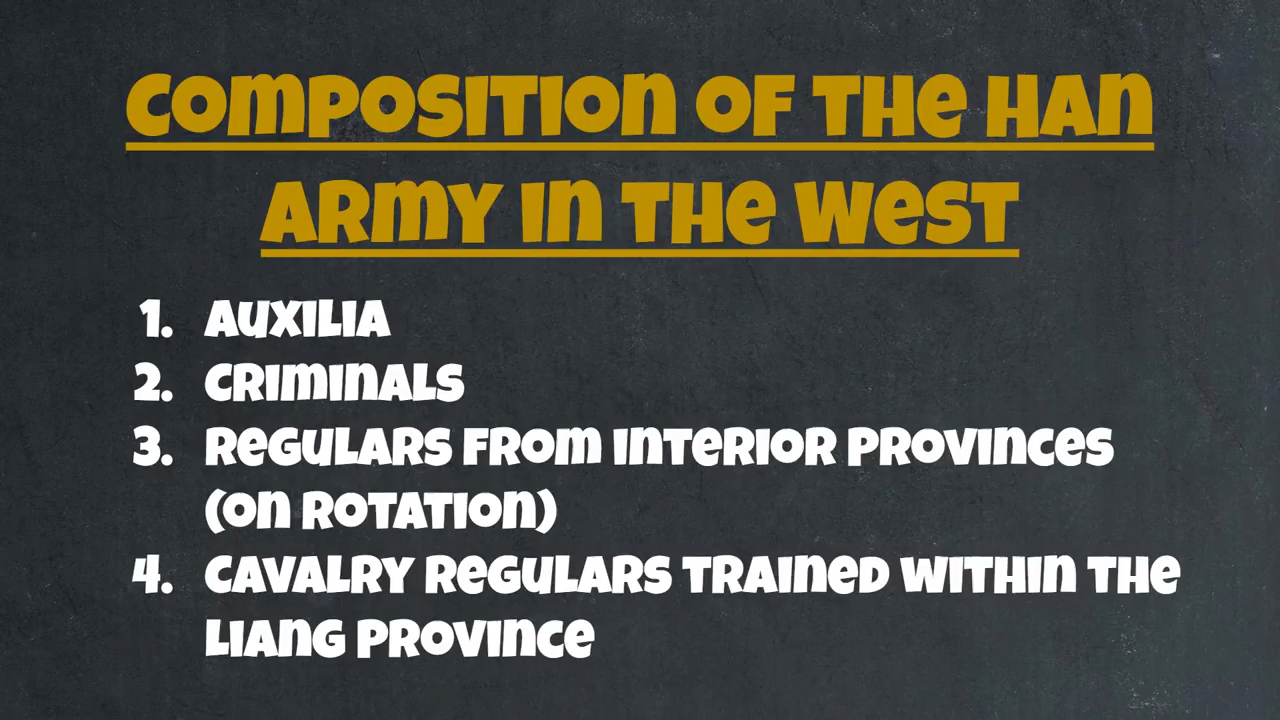 Composition of the Han
Army in the West
1. Auxilia
2. Criminals
3. Regulars from interior provinces
(on rotation)
4. Cavalry regulars trained within the
Liang Province